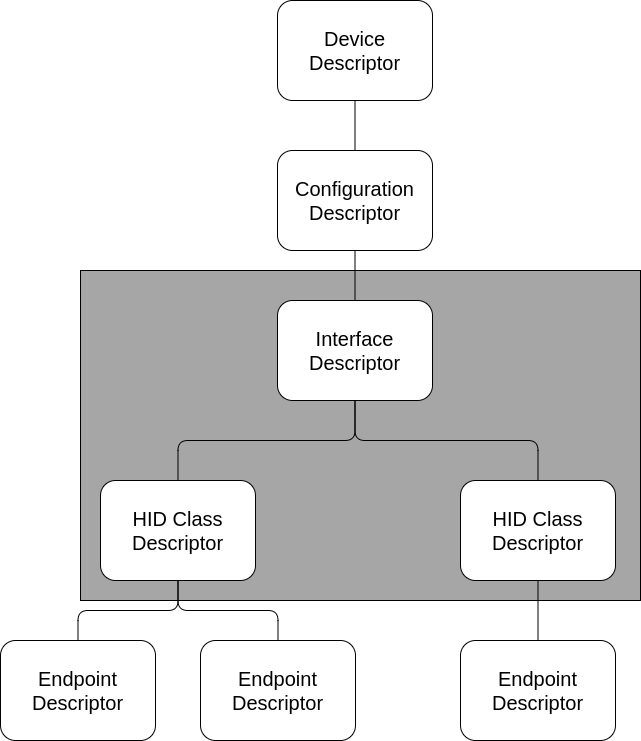 Device
Descriptor
Configuration
Descriptor
Interface
Descriptor
HID Class
Descriptor
HID Class
Descriptor
Endpoint
Descriptor
Endpoint
Descriptor
Endpoint
Descriptor